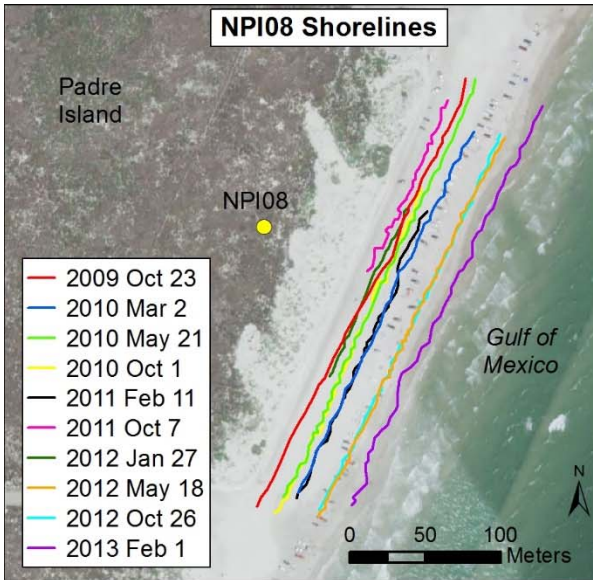 NPI08 Shorelines
Padre
Island
NPI08
2009 Oct 23
2010 Mar 2
2010 May 21
2010 Oct 1
2011 Feb 11
2011 Oct 7
2012 Jan 27
2012 May 18
2012 Oct 26
2013 Feb 1
Gulf of
Mexico
N
0 50 100
Meters